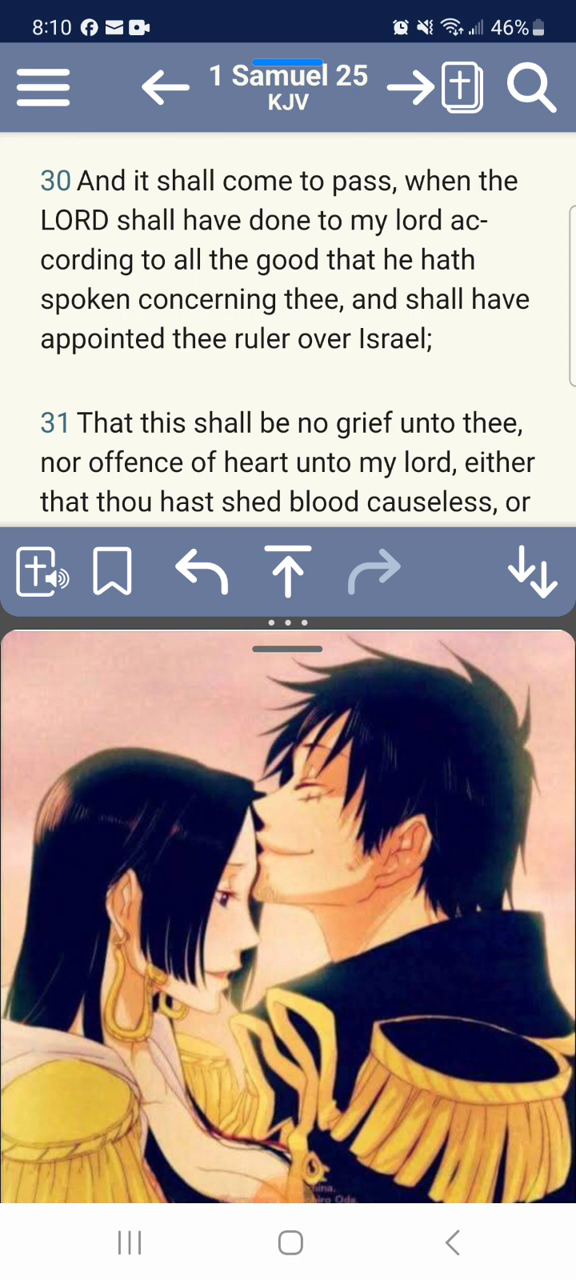 8:10
46%
1 Samuel 25
KJV
30 And it shall come to pass, when the
LORD shall have done to my lord ac-
cording to all the good that he hath
spoken concerning thee, and shall have
appointed thee ruler over Israel;
31 That this shall be no grief unto thee,
nor offence of heart unto my lord, either
that thou hast shed blood causeless, or
Oda